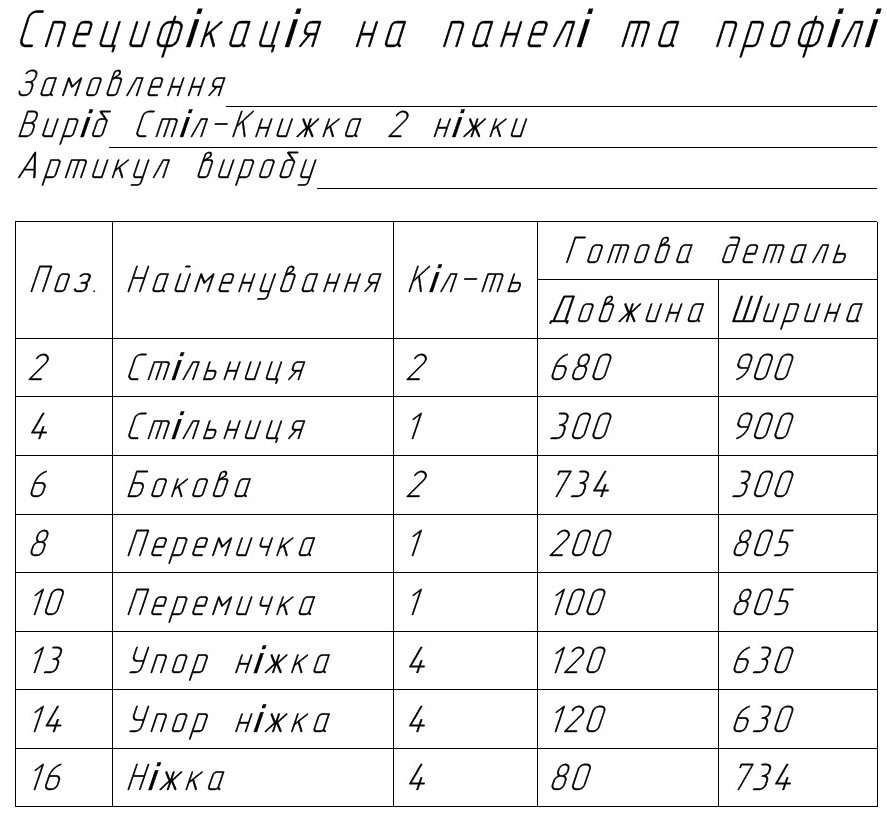 Специфікація на панелі та профілі
Замовлення
Виріб Стіл-Книжка 2 ніжки
Артикул виробу
Поз. Найменування Кіл-ть Готова деталь
Довжина Ширина
2 Стільниця 2 680 900
4 Стільниця 1 300 900
6 Бокова 2 734 300
8 Перемичка 1 200 805
10 Перемичка 1 100 805
13 Упор ніжка 4 120 630
14 Упор ніжка 4 120 630
16 Ніжка 4 80 734